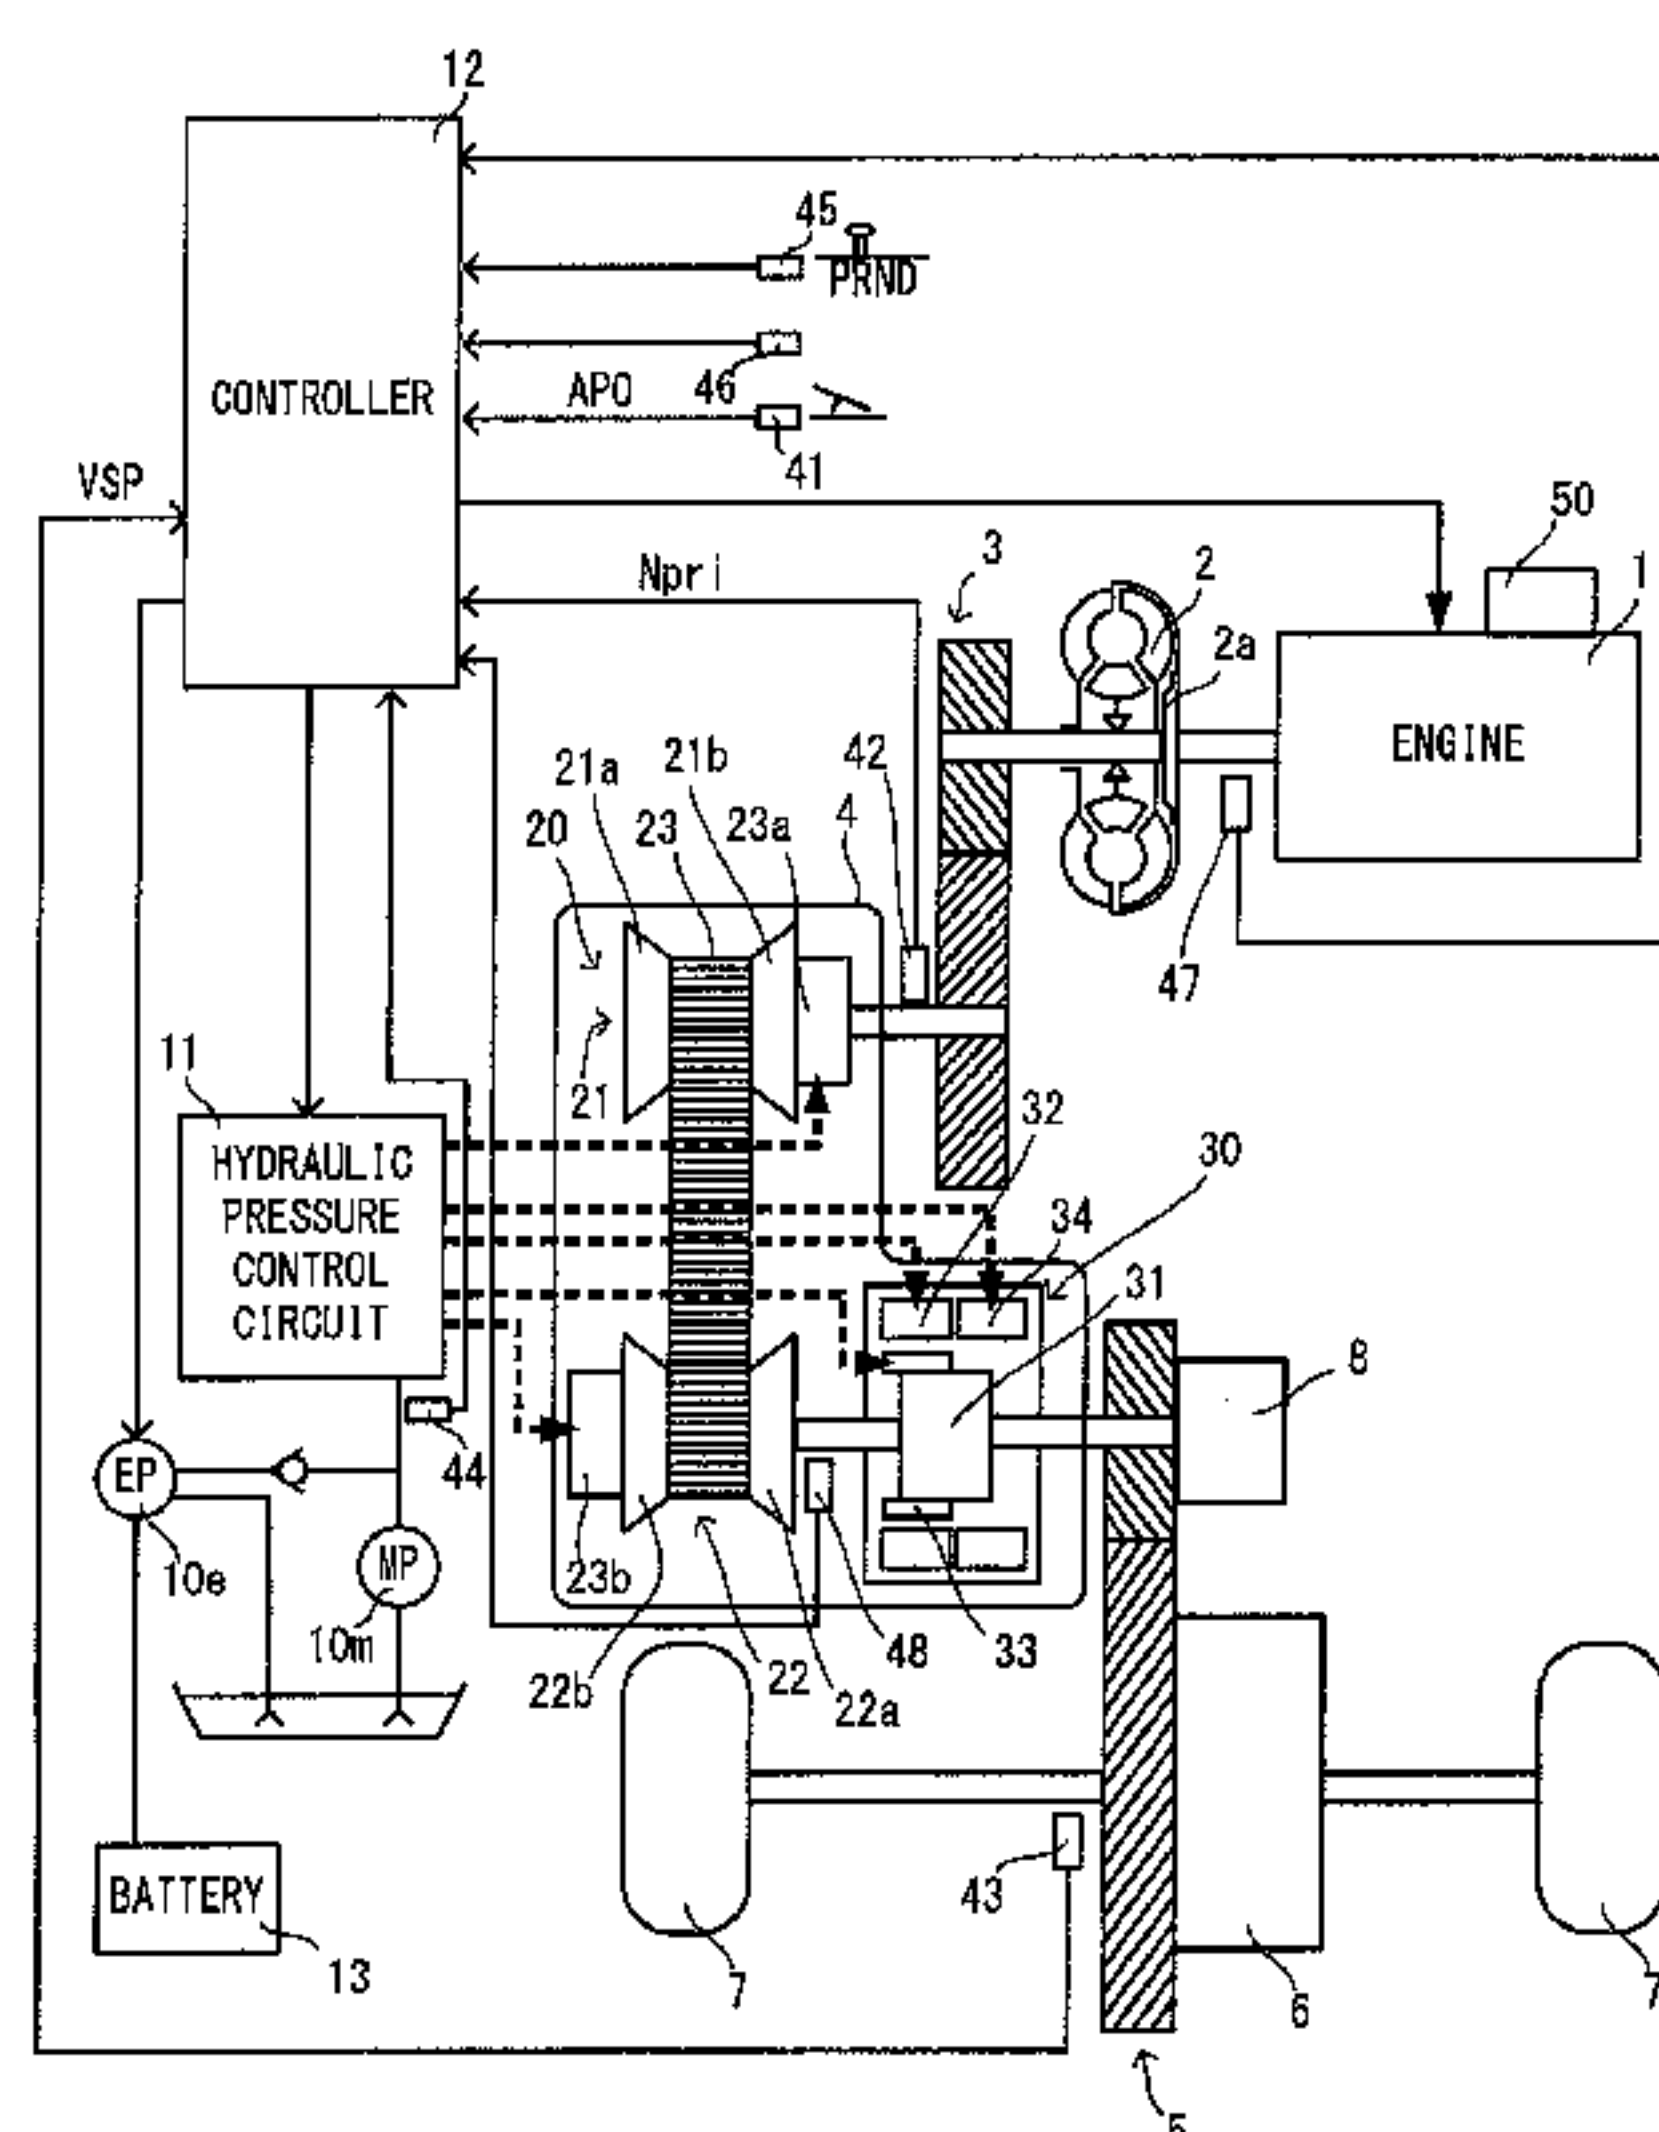 12
45
PRND
46
APO
41
CONTROLLER
VSP
50
3
Npri
2
1
2a
ENGINE
42
21a
21b
4
20
23
23a
47
11
21
32
30
HYDRAULIC
PRESSURE
CONTROL
CIRCUIT
34
31
8
EP
44
MP
10e
23b
10m
48
33
22
22b
22a
BATTERY
43
13
7
6
7
5